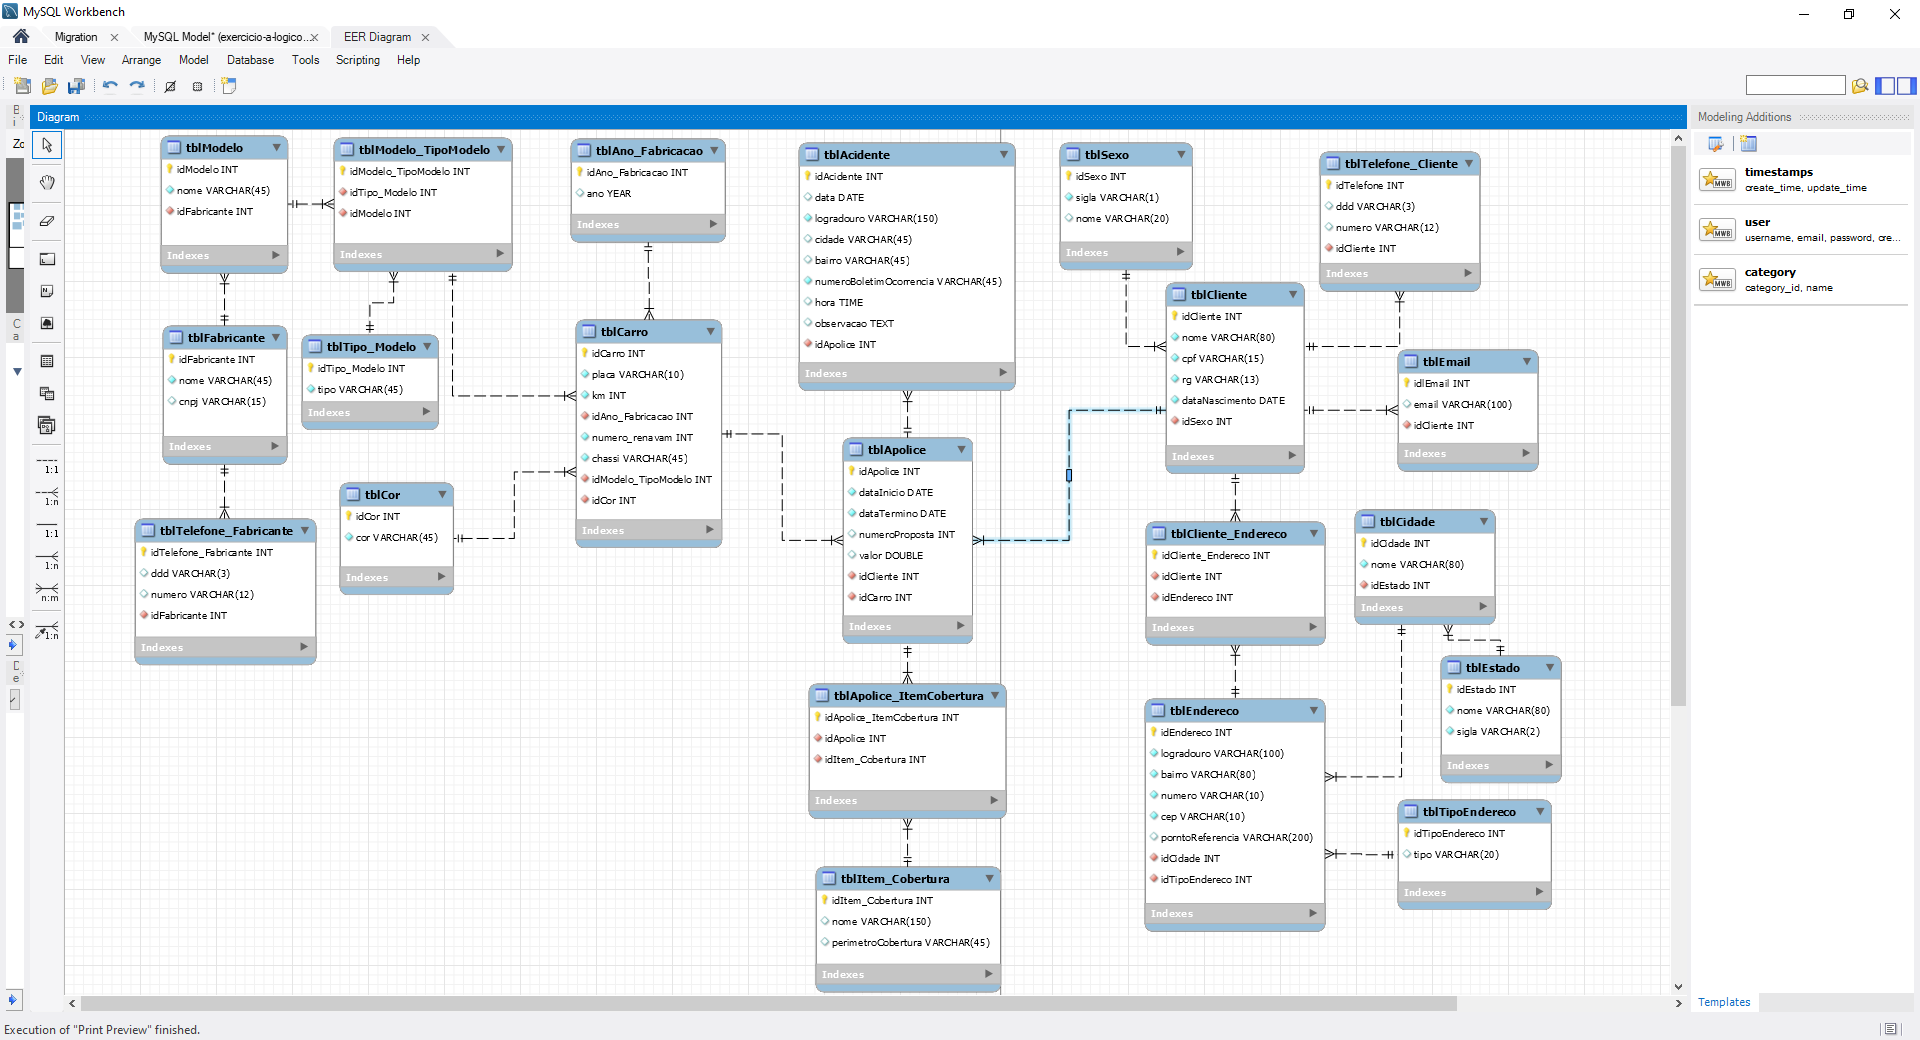 MySQL Workbench
Migration
MySQL Model* (exercicio-a-logico...
EER Diagram
File Edit View Arrange Model Database Tools Scripting Help
Diagram
Modeling Additions
timestamps
create_time, update_time
user
username, email, password, cre...
category
category_id, name
Templates
1:1
1:n
1:1
1:n
n:m
1:n
tblModelo
idModelo INT
nome VARCHAR(45)
idFabricante INT
Indexes
tblModelo_TipoModelo
idModelo_TipoModelo INT
idTipo_Modelo INT
idModelo INT
Indexes
tblAno_Fabricacao
idAno_Fabricacao INT
ano YEAR
Indexes
tblAcidente
idAcidente INT
data DATE
logradouro VARCHAR(150)
cidade VARCHAR(45)
bairro VARCHAR(45)
numeroBoletimOcorrencia VARCHAR(45)
hora TIME
observacao TEXT
idApolice INT
Indexes
tblSexo
idSexo INT
sigla VARCHAR(1)
nome VARCHAR(20)
Indexes
tblTelefone_Cliente
idTelefone INT
ddd VARCHAR(3)
numero VARCHAR(12)
idCliente INT
Indexes
tblFabricante
idFabricante INT
nome VARCHAR(45)
cnpj VARCHAR(15)
Indexes
tblTipo_Modelo
idTipo_Modelo INT
tipo VARCHAR(45)
Indexes
tblCarro
idCarro INT
placa VARCHAR(10)
km INT
idAno_Fabricacao INT
numero_renavam INT
chassi VARCHAR(45)
idModelo_TipoModelo INT
idCor INT
Indexes
tblCliente
idCliente INT
nome VARCHAR(80)
cpf VARCHAR(15)
rg VARCHAR(13)
dataNascimento DATE
idSexo INT
Indexes
tblEmail
idlEmail INT
email VARCHAR(100)
idCliente INT
Indexes
tblTelefone_Fabricante
idTelefone_Fabricante INT
ddd VARCHAR(3)
numero VARCHAR(12)
idFabricante INT
Indexes
tblCor
idCor INT
cor VARCHAR(45)
Indexes
tblApolice
idApolice INT
dataInicio DATE
dataTermino DATE
numeroProposta INT
valor DOUBLE
idCliente INT
idCarro INT
Indexes
tblCliente_Endereco
idCliente_Endereco INT
idCliente INT
idEndereco INT
Indexes
tblCidade
idCidade INT
nome VARCHAR(80)
idEstado INT
Indexes
tblApolice_ItemCobertura
idApolice_ItemCobertura INT
idApolice INT
idItem_Cobertura INT
Indexes
tblEndereco
idEndereco INT
logradouro VARCHAR(100)
bairro VARCHAR(80)
numero VARCHAR(10)
cep VARCHAR(10)
porntoReferencia VARCHAR(200)
idCidade INT
idTipoEndereco INT
Indexes
tblEstado
idEstado INT
nome VARCHAR(80)
sigla VARCHAR(2)
Indexes
tblTipoEndereco
idTipoEndereco INT
tipo VARCHAR(20)
Indexes
tblItem_Cobertura
idItem_Cobertura INT
nome VARCHAR(150)
perimetroCobertura VARCHAR(45)
Indexes
Execution of "Print Preview" finished.